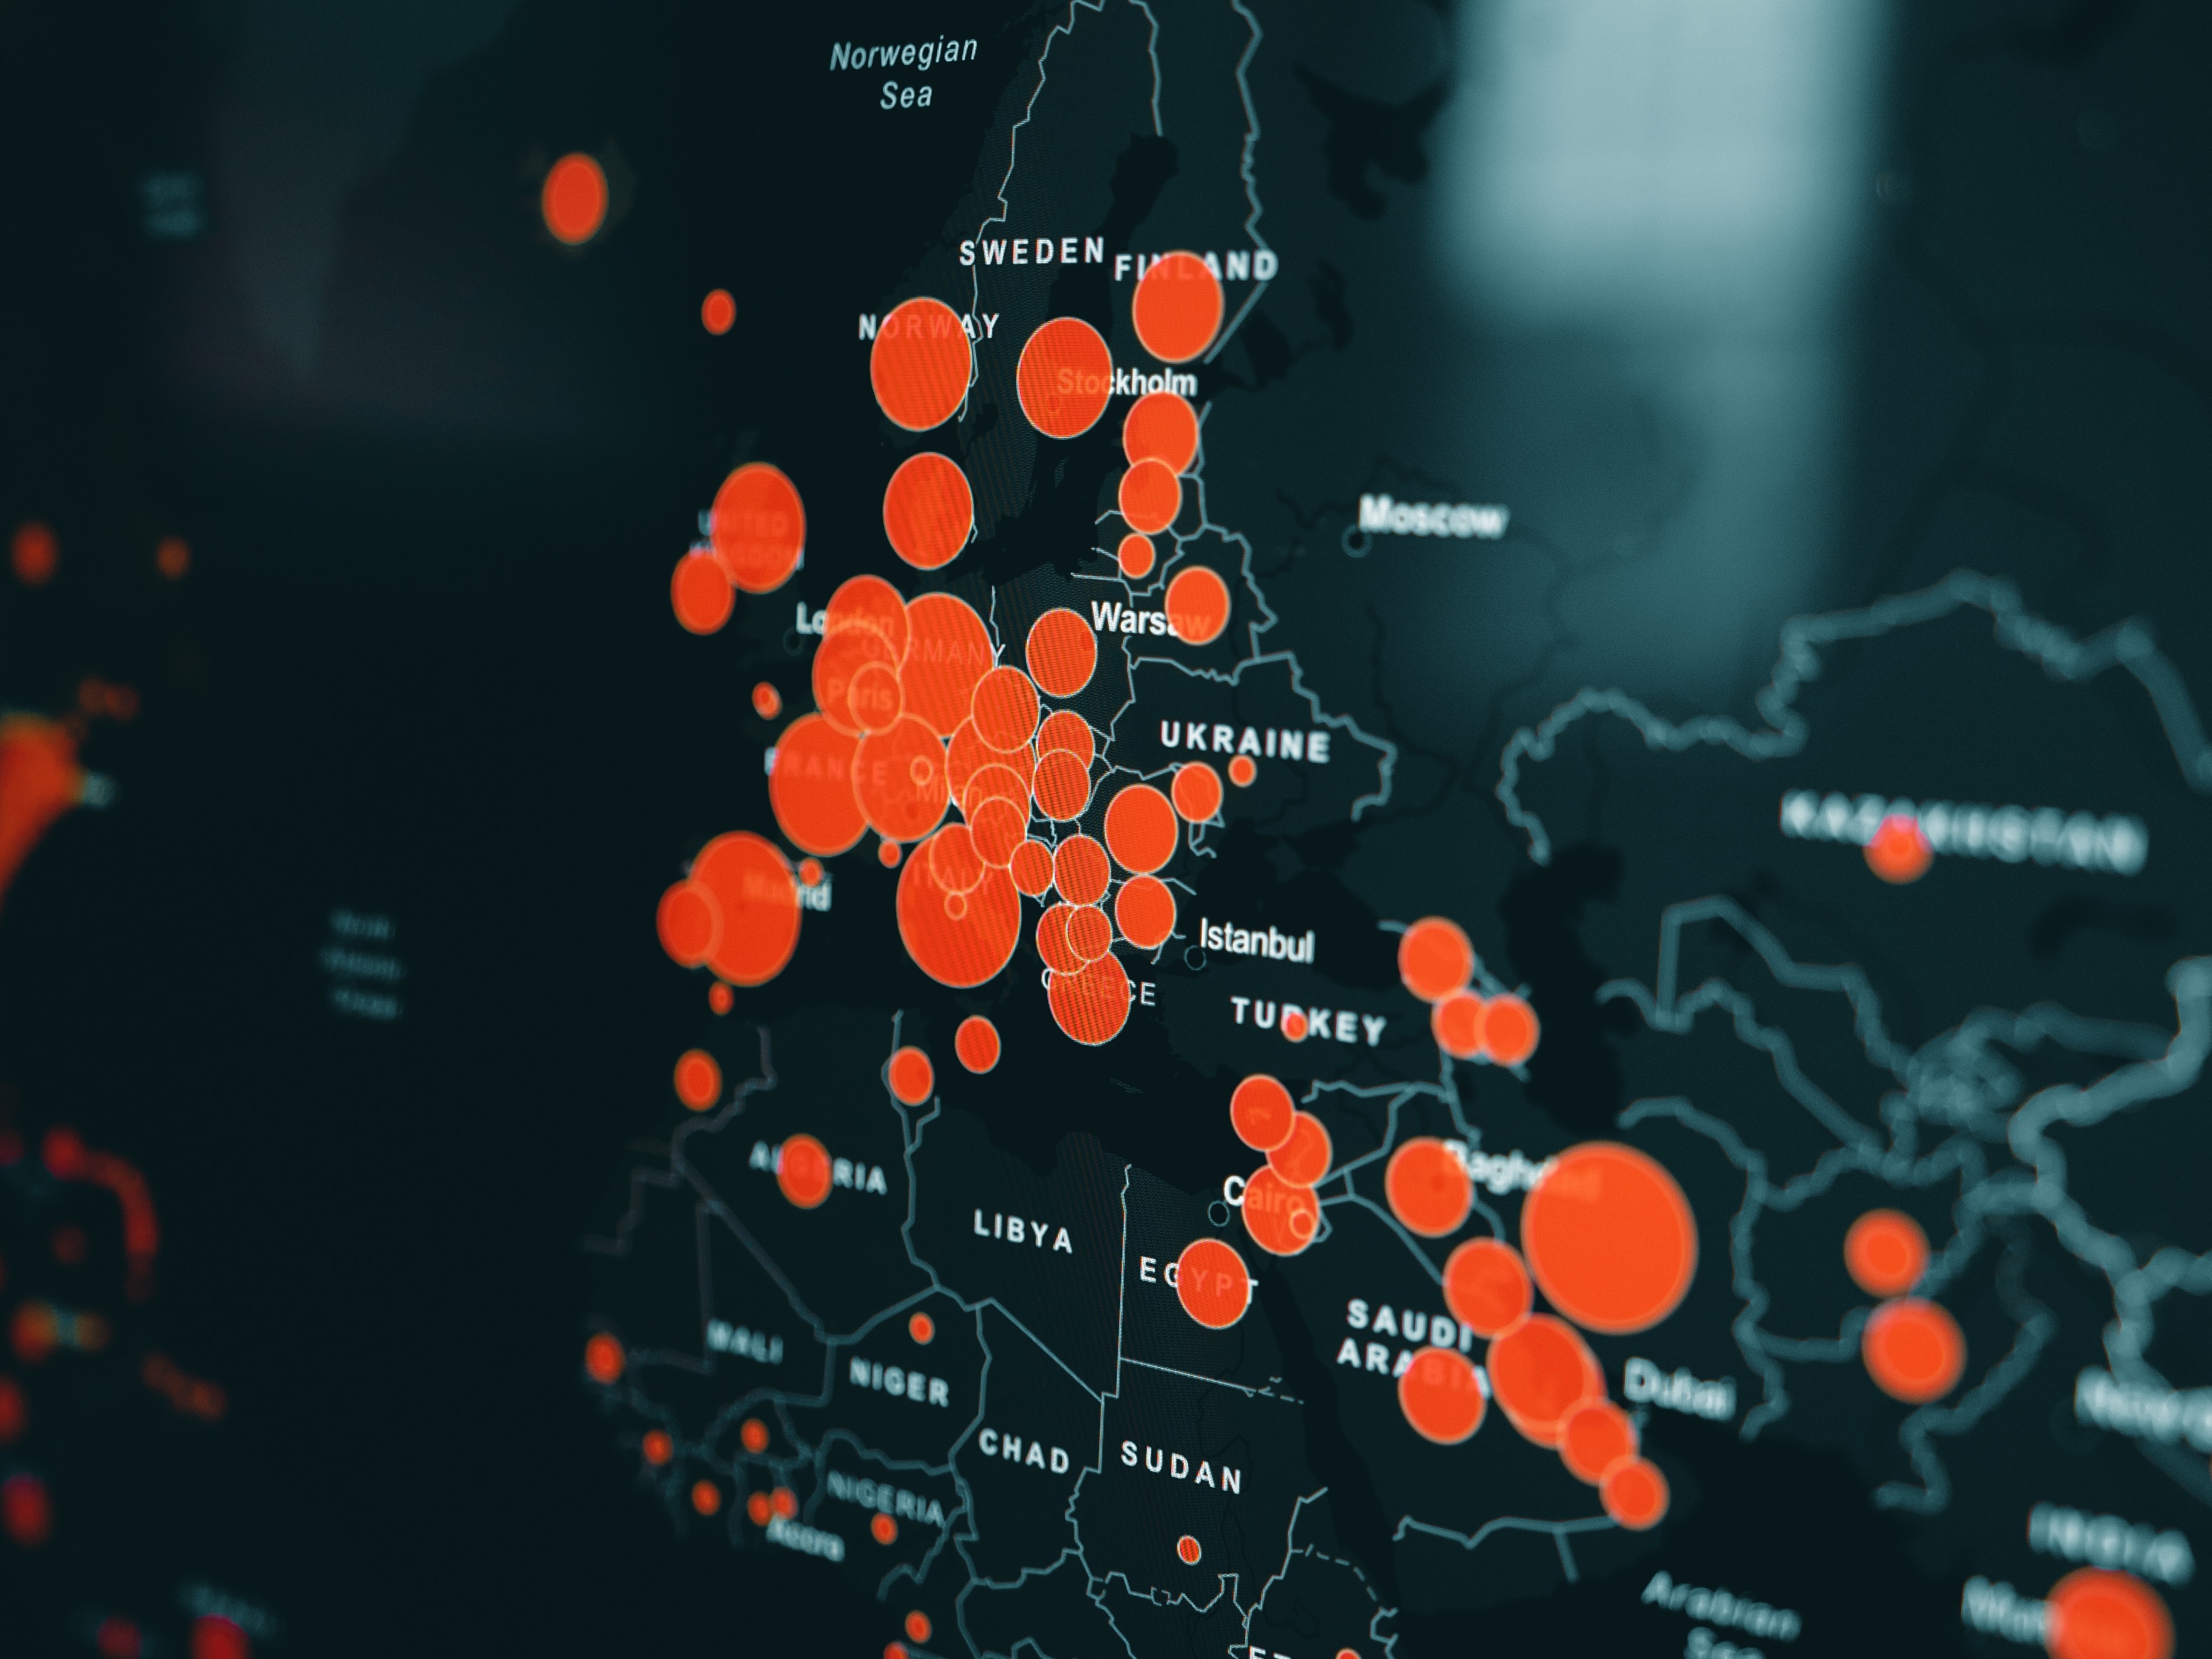 Norwegian
Sea
SWEDEN
FINLAND
NORWAY
Stockholm
UNITED
KINGDOM
Moscow
London
Warsaw
GERMANY
Paris
UKRAINE
FRANCE
Milan
KAZAKHSTAN
Madrid
ITALY
Istanbul
GREECE
TURKEY
ALGERIA
Baghdad
Cairo
LIBYA
EGYPT
SAUDI
ARABIA
MALI
NIGER
Dubai
CHAD
SUDAN
NIGERIA
Accra
INDIA
Arabian
Sea